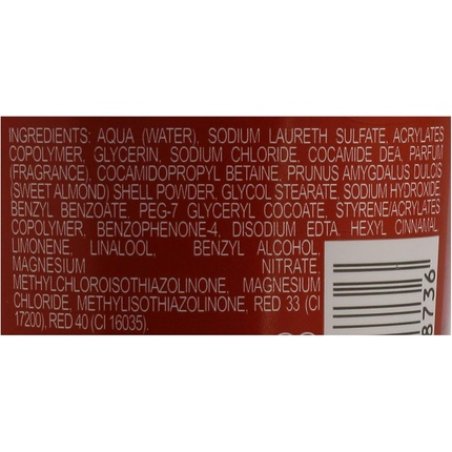 INGREDIENTS: AQUA (WATER), SODIUM LAURETH SULFATE, ACRYLATES
COPOLYMER, GLYCERIN, SODIUM CHLORIDE, COCAMIDE DEA, PARFUM
(FRAGRANCE), COCAMIDOPROPYL BETAINE, PRUNUS AMYGDALUS DULCIS
(SWEET ALMOND) SHELL POWDER, GLYCOL STEARATE, SODIUM HYDROXIDE,
BENZYL BENZOATE, PEG-7 GLYCERYL COCOATE, STYRENE/ACRYLATES
COPOLYMER, BENZOPHENONE-4, DISODIUM EDTA, HEXYL CINNAMAL
LIMONENE, LINALOOL, BENZYL ALCOHOL,
MAGNESIUM NITRATE,
METHYLCHLOROISOTHIAZOLINONE, MAGNESIUM
CHLORIDE, METHYLISOTHIAZOLINONE, RED 33 (CI
17200), RED 40 (CI 16035).
8736